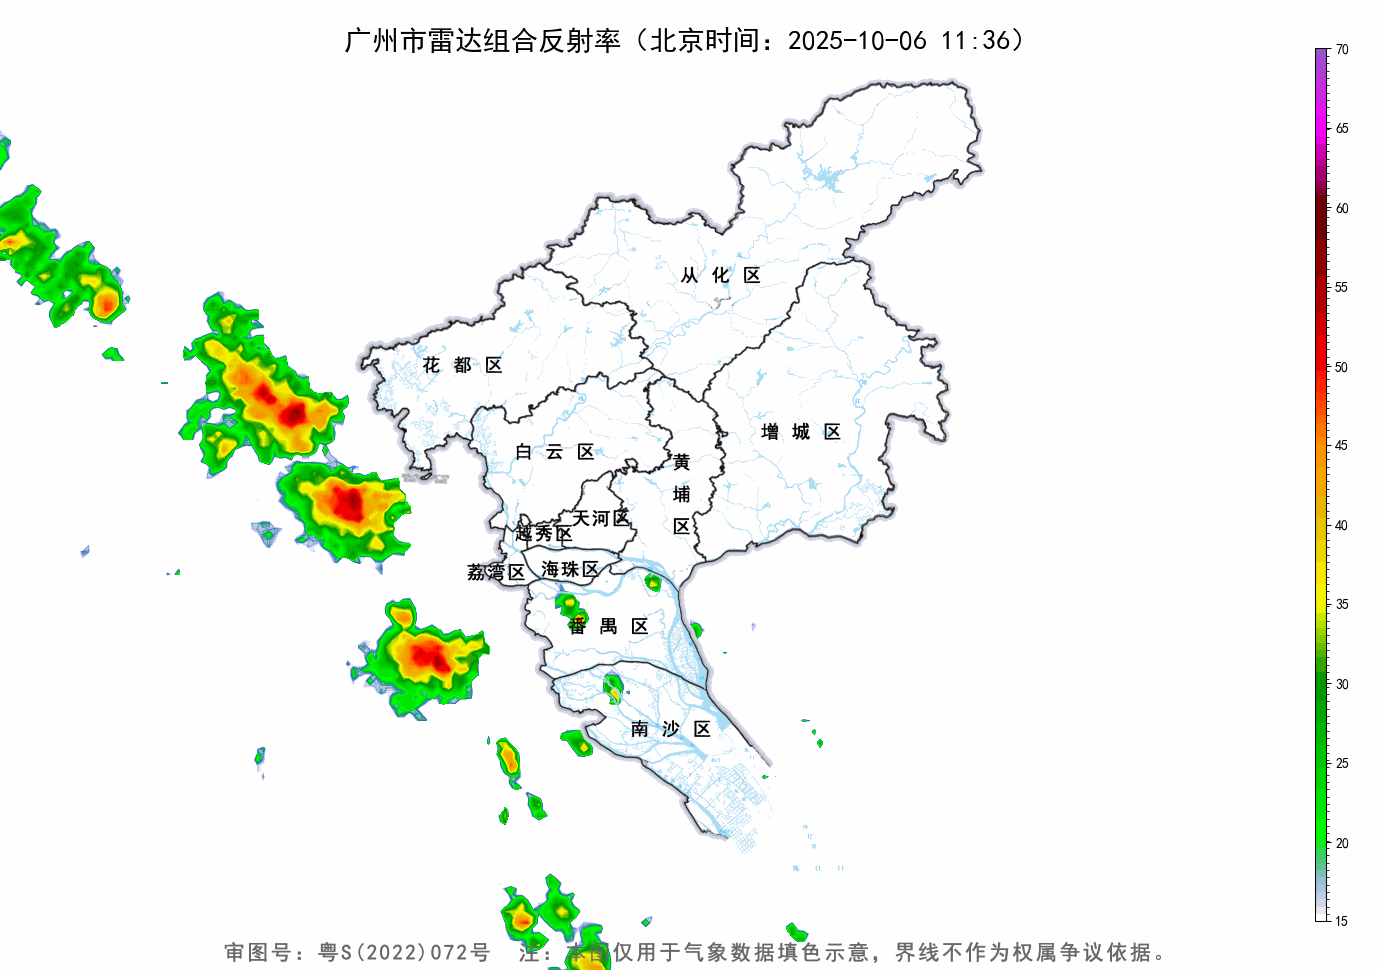 广州市雷达组合反射率（北京时间：2025-10-06 11:36）
70
65
60
55
50
45
40
35
30
25
20
15
从化区
花都区
增城区
白云区
黄埔区
天河区
越秀区
荔湾区
海珠区
番禺区
南沙区
审图号：粤S(2022)072号 注：本图仅用于气象数据填色示意，界线不作为权属争议依据。